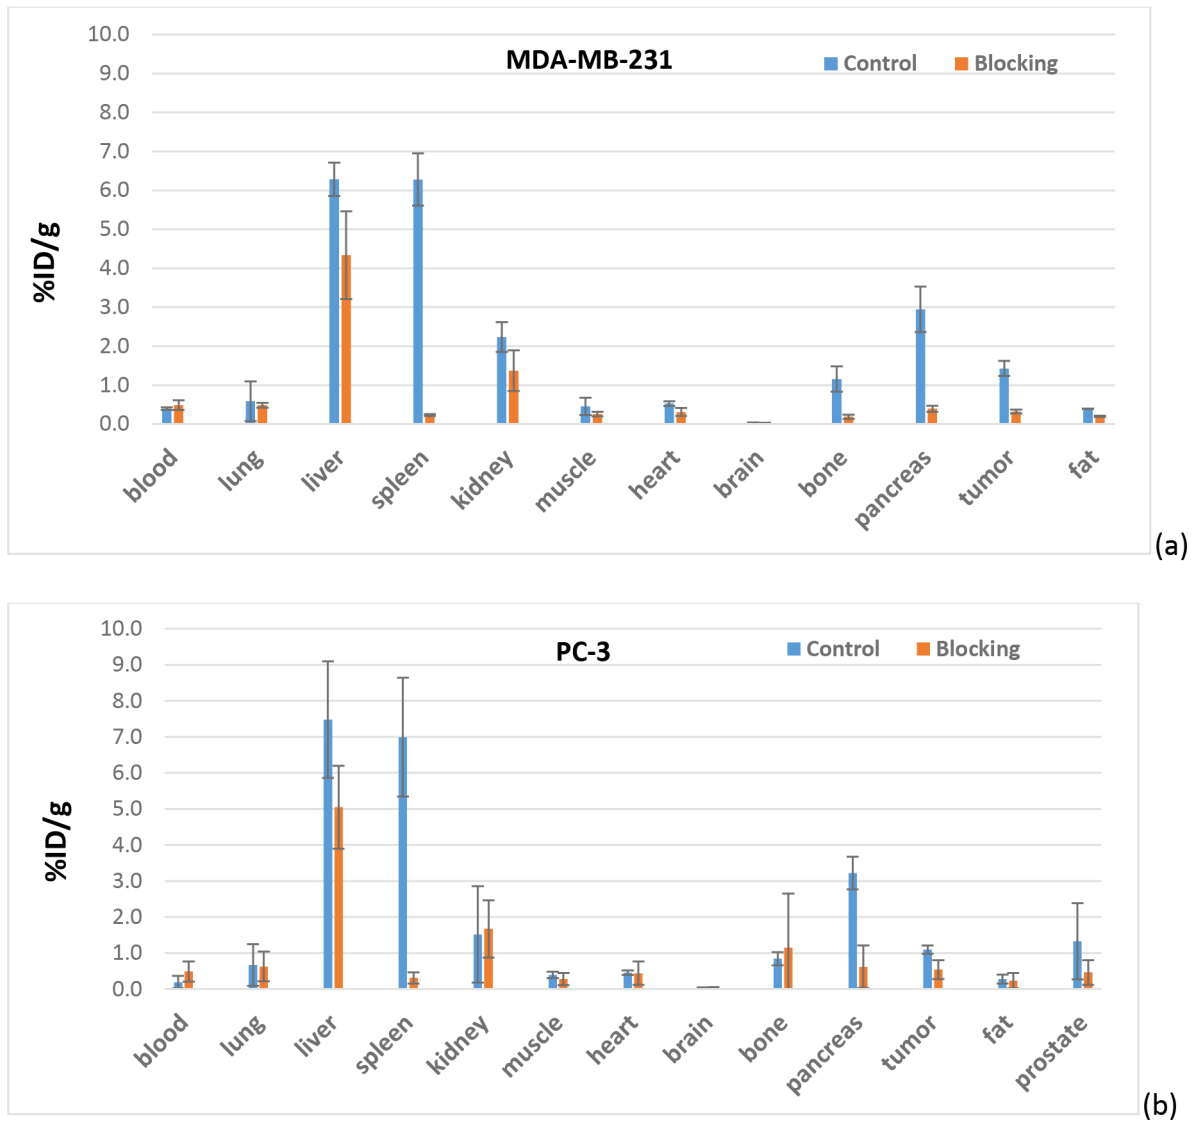 MDA-MB-231
Control Blocking
%ID/g
10.0
9.0
8.0
7.0
6.0
5.0
4.0
3.0
2.0
1.0
0.0
blood lung liver spleen kidney muscle heart brain bone pancreas tumor fat
(a)
PC-3
Control Blocking
%ID/g
10.0
9.0
8.0
7.0
6.0
5.0
4.0
3.0
2.0
1.0
0.0
blood lung liver spleen kidney muscle heart brain bone pancreas tumor fat prostate
(b)